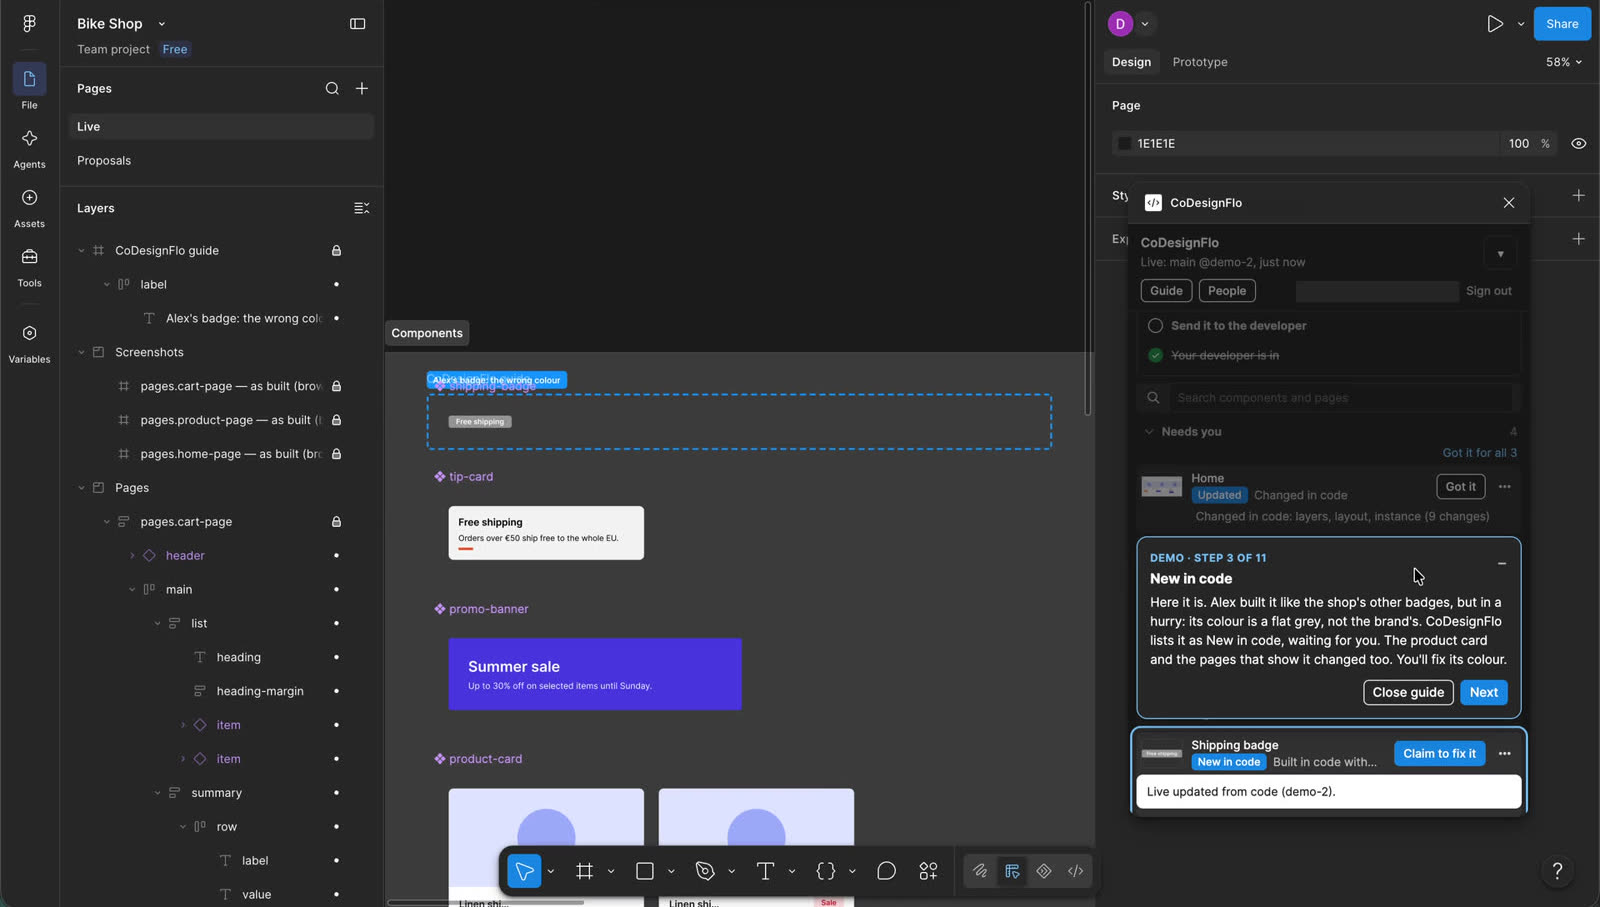 Bike Shop
Team project Free
File
Agents
Assets
Tools
Variables
Pages
Live
Proposals
Layers
CoDesignFlo guide
label
Alex's badge: the wrong colo
Screenshots
pages.cart-page — as built (brow
pages.product-page — as built (
pages.home-page — as built (bro
Pages
pages.cart-page
header
main
list
heading
heading-margin
item
item
summary
row
label
value
Components
Alex's badge: the wrong colour
shipping-badge
Free shipping
tip-card
Free shipping
Orders over €50 ship free to the whole EU.
promo-banner
Summer sale
Up to 30% off on selected items until Sunday.
product-card
Linen shi...
Linen shi...
Sale
D
Share
Design Prototype 58%
Page
1E1E1E 100 %
Sty
Exp
CoDesignFlo
CoDesignFlo
Live: main @demo-2, just now
Guide People Sign out
Send it to the developer
Your developer is in
Search components and pages
Needs you 4
Got it for all 3
Home
Updated Changed in code Got it
Changed in code: layers, layout, instance (9 changes)
DEMO · STEP 3 OF 11
New in code
Here it is. Alex built it like the shop's other badges, but in a
hurry: its colour is a flat grey, not the brand's. CoDesignFlo
lists it as New in code, waiting for you. The product card
and the pages that show it changed too. You'll fix its colour.
Close guide Next
Free shipping
Shipping badge
New in code Built in code with... Claim to fix it
Live updated from code (demo-2).
?